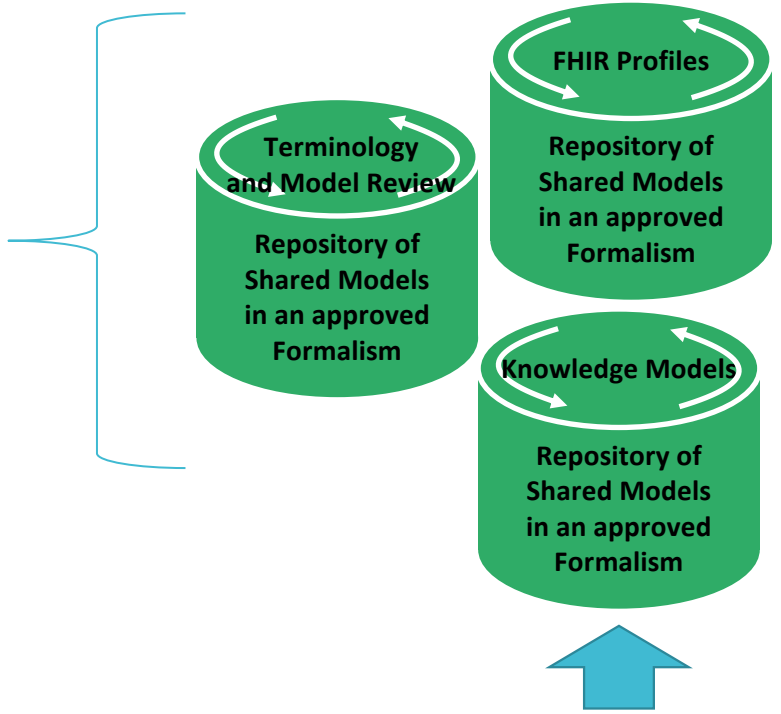 FHIR Profiles
Repository of
Shared Models
in an approved
Formalism
Terminology
and Model Review
Repository of
Shared Models
in an approved
Formalism
Knowledge Models
Repository of
Shared Models
in an approved
Formalism